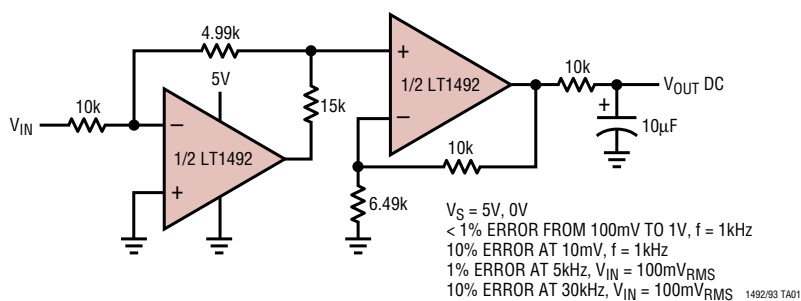 4.99k
10k
5V
+
10k
V_OUT DC
V_IN
–
1/2 LT1492
15k
1/2 LT1492
–
+
10µF
+
10k
6.49k
V_S = 5V, 0V
< 1% ERROR FROM 100mV TO 1V, f = 1kHz
10% ERROR AT 10mV, f = 1kHz
1% ERROR AT 5kHz, V_IN = 100mV_RMS
10% ERROR AT 30kHz, V_IN = 100mV_RMS
1492/93 TA01